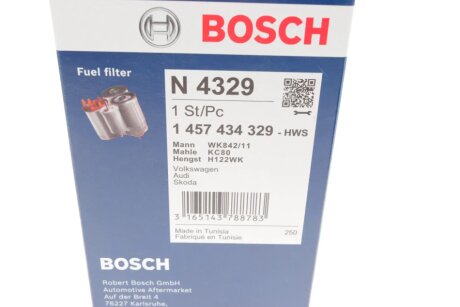 BOSCH
Fuel filter
N 4329
1 St/Pc
1 457 434 329 - HWS
Mann WK842/11
Mahle KC80
Hengst H122WK
Volkswagen
Audi
Skoda
3 165143 788783
Made in Tunisia
Fabriqué en Tunisie
250
BOSCH
Robert Bosch GmbH
Automotive Aftermarket
Auf der Breit 4
76227 Karlsruhe